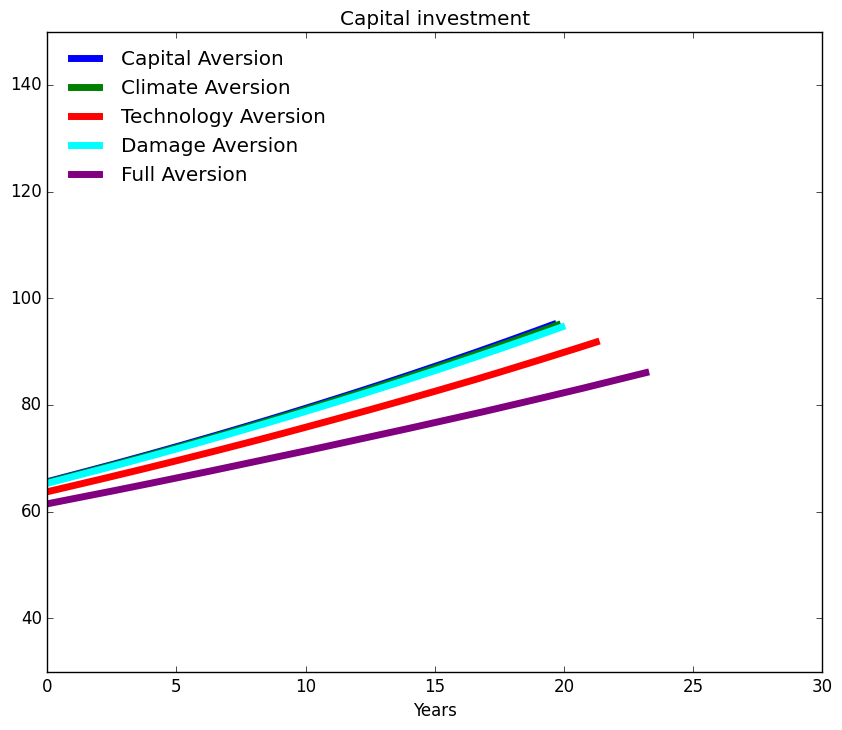 Capital investment
Capital Aversion
Climate Aversion
Technology Aversion
Damage Aversion
Full Aversion
140
120
100
80
60
40
0 5 10 15 20 25 30
Years